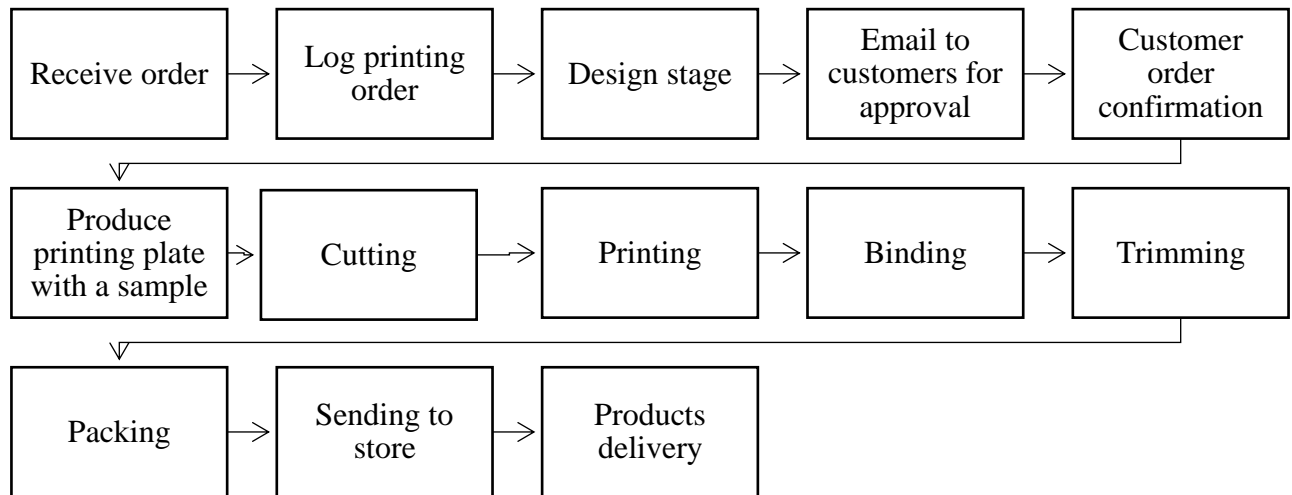 Receive order
Log printing
order
Design stage
Email to
customers for
approval
Customer
order
confirmation
Produce
printing plate
with a sample
Cutting
Printing
Binding
Trimming
Packing
Sending to
store
Products
delivery